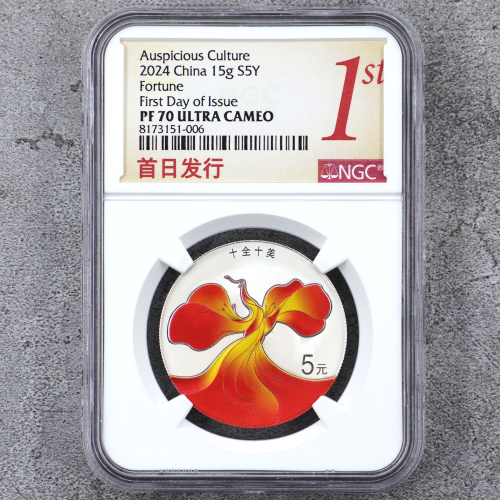 Auspicious Culture
2024 China 15g S5Y
Fortune
First Day of Issue
PF 70 ULTRA CAMEO
8173151-006
首日发行
1st
NGC®
十全十美
5元